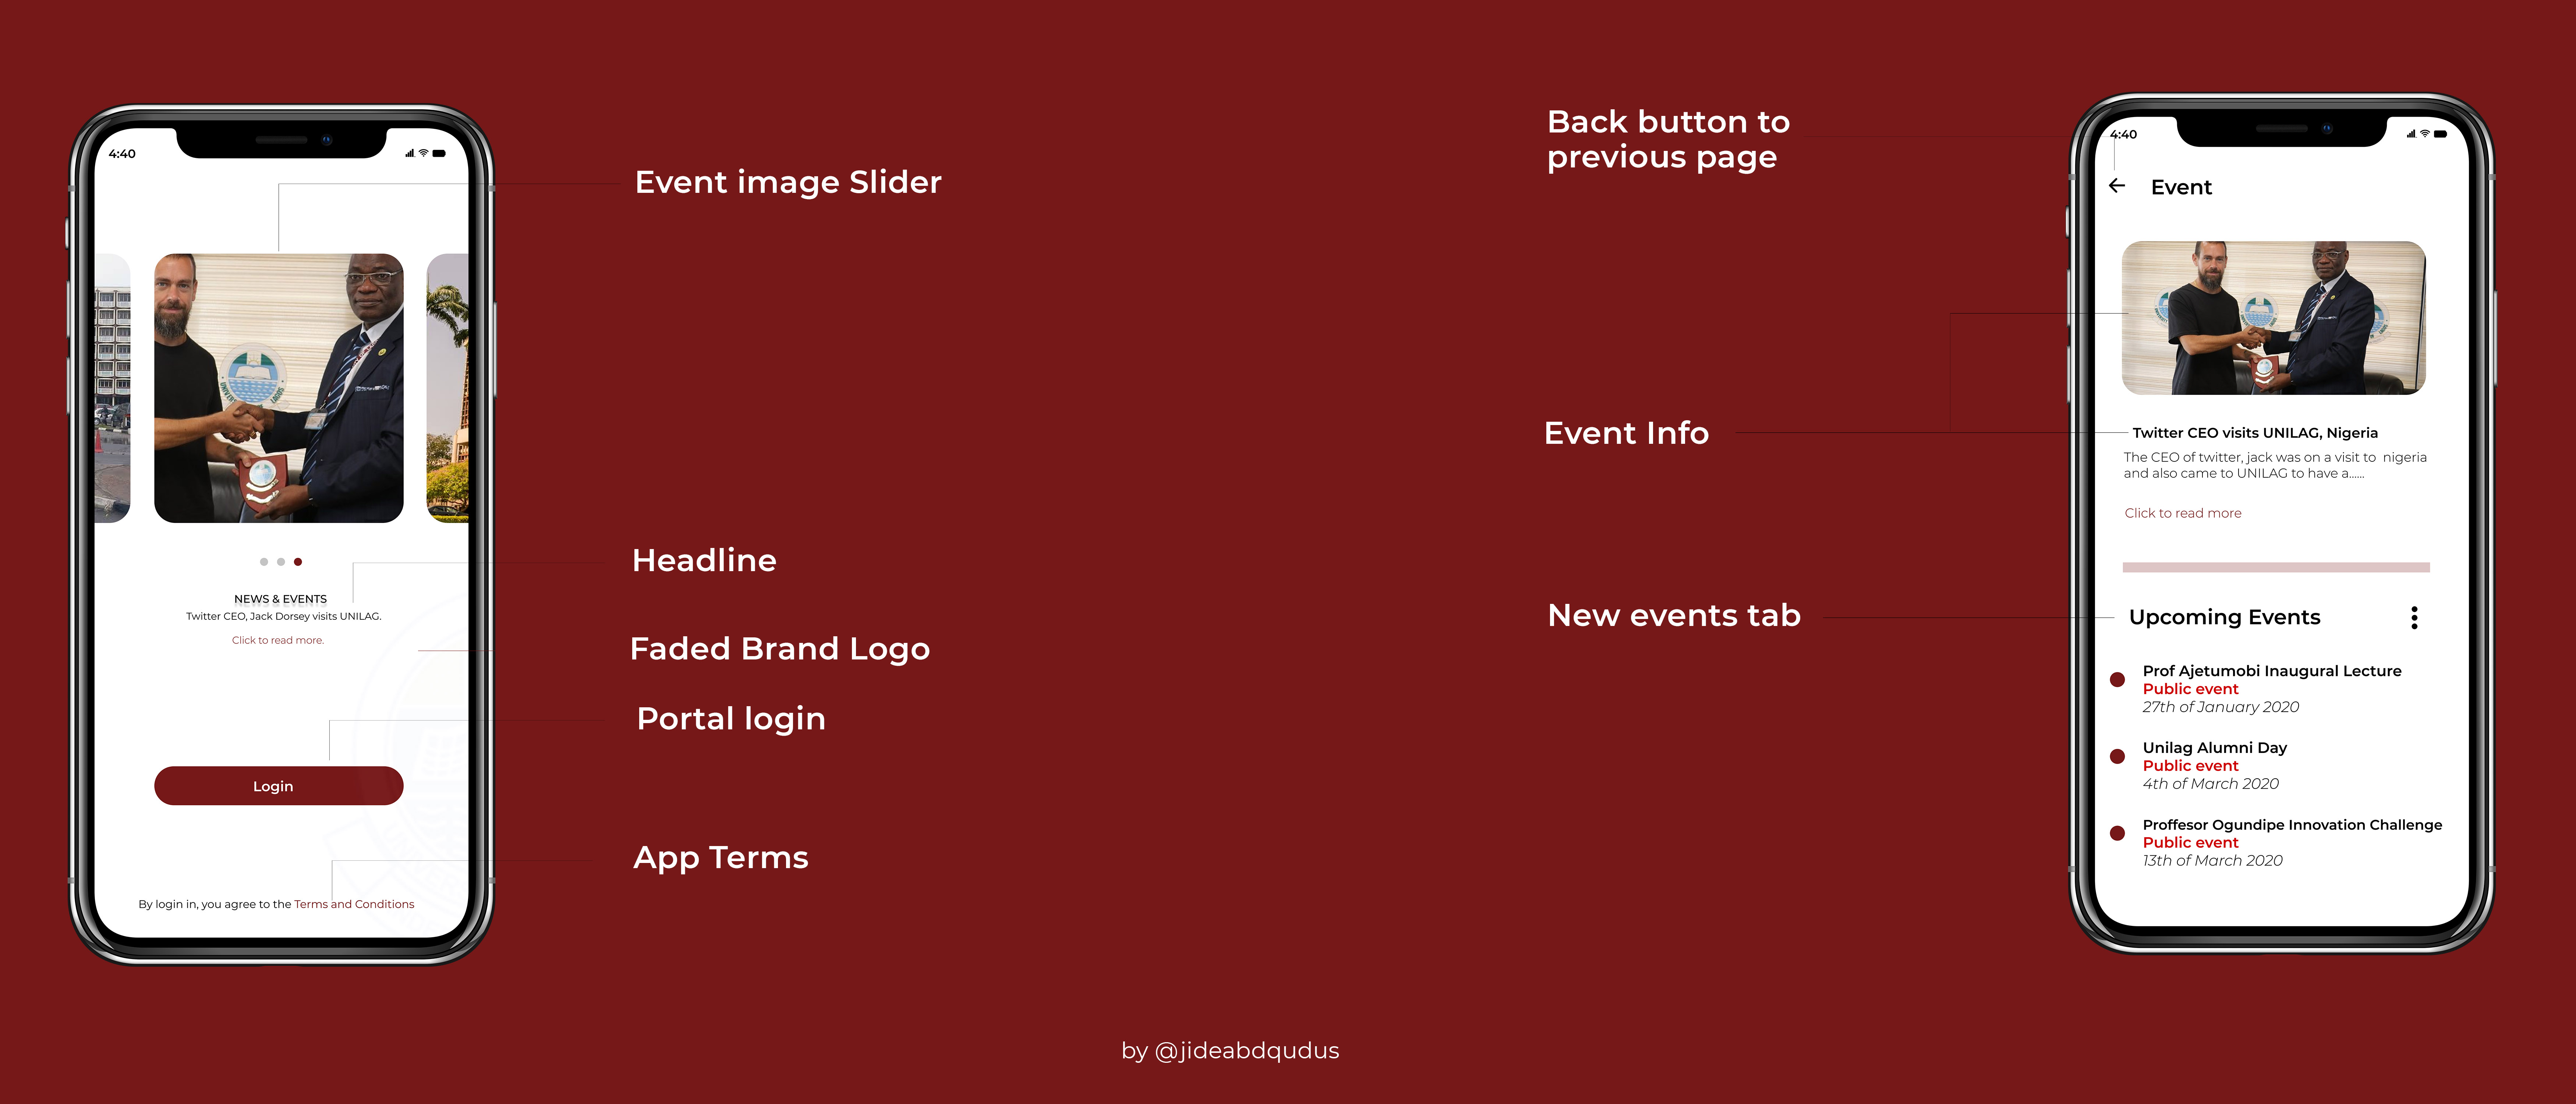 4:40
Event image Slider
NEWS & EVENTS
Twitter CEO, Jack Dorsey visits UNILAG.
Click to read more.
Headline
Faded Brand Logo
Portal login
Login
App Terms
By login in, you agree to the Terms and Conditions
Back button to
previous page
4:40
Event
Event Info
Twitter CEO visits UNILAG, Nigeria
The CEO of twitter, jack was on a visit to nigeria
and also came to UNILAG to have a......
Click to read more
New events tab
Upcoming Events
Prof Ajetumobi Inaugural Lecture
Public event
27th of January 2020
Unilag Alumni Day
Public event
4th of March 2020
Proffesor Ogundipe Innovation Challenge
Public event
13th of March 2020
by @jideabdqudus